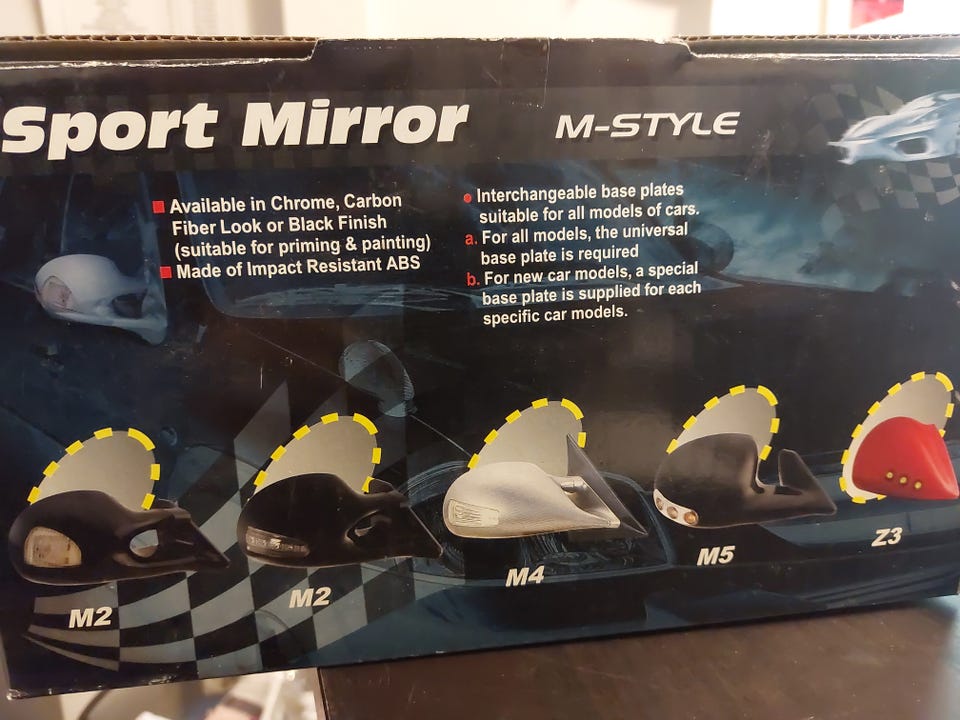 Sport Mirror
M-STYLE
Available in Chrome, Carbon
Fiber Look or Black Finish
(suitable for priming & painting)
Made of Impact Resistant ABS
Interchangeable base plates
suitable for all models of cars.
a. For all models, the universal
base plate is required
b. For new car models, a special
base plate is supplied for each
specific car models.
M2
M2
M4
M5
Z3